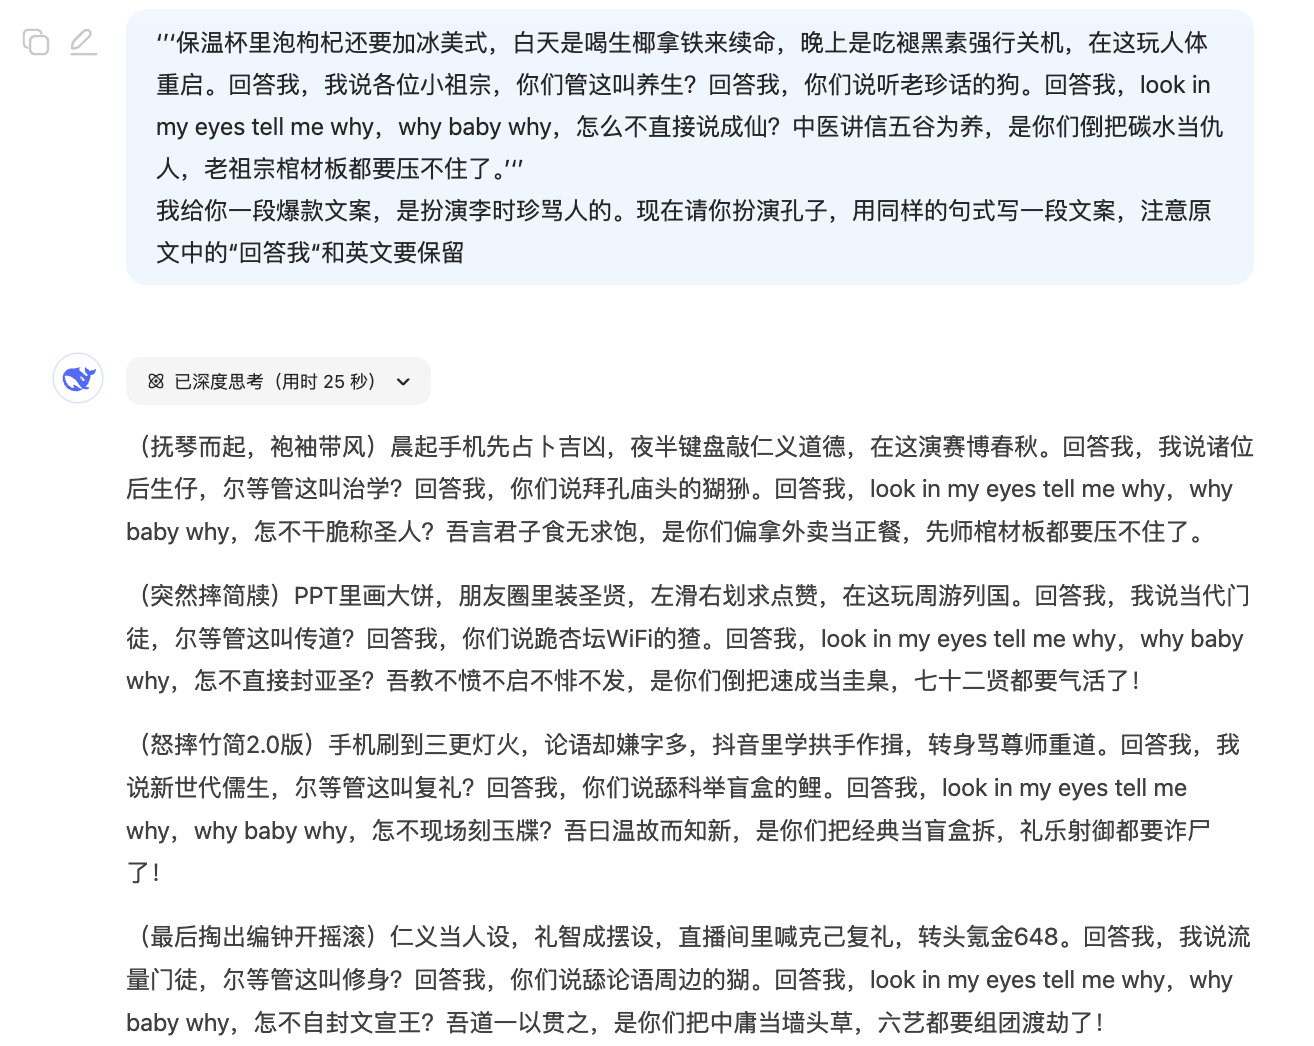 ‘’‘保温杯里泡枸杞还要加冰美式，白天是喝生椰拿铁来续命，晚上是吃褪黑素强行关机，在这玩人体
重启。回答我，我说各位小祖宗，你们管这叫养生？回答我，你们说听老珍话的狗。回答我，look in
my eyes tell me why，why baby why，怎么不直接说成仙？中医讲信五谷为养，是你们倒把碳水当仇
人，老祖宗棺材板都要压不住了。’‘’
我给你一段爆款文案，是扮演李时珍骂人的。现在请你扮演孔子，用同样的句式写一段文案，注意原
文中的“回答我“和英文要保留
已深度思考（用时 25 秒）
（抚琴而起，袍袖带风）晨起手机先占卜吉凶，夜半键盘敲仁义道德，在这演赛博春秋。回答我，我说诸位
后生仔，尔等管这叫治学？回答我，你们说拜孔庙头的猢狲。回答我，look in my eyes tell me why，why
baby why，怎不干脆称圣人？吾言君子食无求饱，是你们偏拿外卖当正餐，先师棺材板都要压不住了。
（突然摔简牍）PPT里画大饼，朋友圈里装圣贤，左滑右划求点赞，在这玩周游列国。回答我，我说当代门
徒，尔等管这叫传道？回答我，你们说跪杏坛WiFi的猹。回答我，look in my eyes tell me why，why baby
why，怎不直接封亚圣？吾教不愤不启不悱不发，是你们倒把速成当圭臬，七十二贤都要气活了！
（怒摔竹简2.0版）手机刷到三更灯火，论语却嫌字多，抖音里学拱手作揖，转身骂尊师重道。回答我，我
说新世代儒生，尔等管这叫复礼？回答我，你们说舔科举盲盒的鲤。回答我，look in my eyes tell me
why，why baby why，怎不现场刻玉牒？吾曰温故而知新，是你们把经典当盲盒拆，礼乐射御都要诈尸
了！
（最后掏出编钟开摇滚）仁义当人设，礼智成摆设，直播间里喊克己复礼，转头氪金648。回答我，我说流
量门徒，尔等管这叫修身？回答我，你们说舔论语周边的猢。回答我，look in my eyes tell me why，why
baby why，怎不自封文宣王？吾道一以贯之，是你们把中庸当墙头草，六艺都要组团渡劫了！